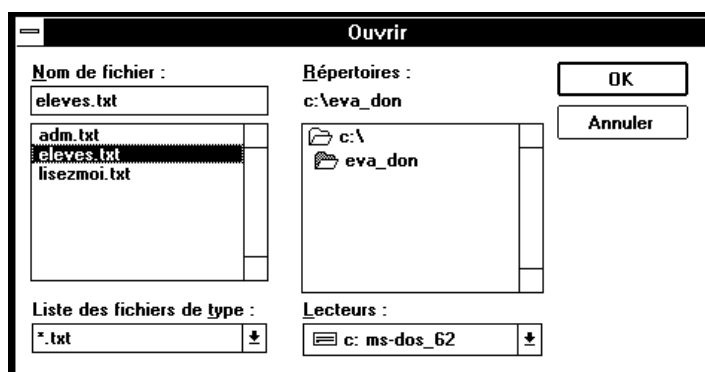 Ouvrir
Nom de fichier :
eleves.txt
adm.txt
eleves.txt
lisezmoi.txt
Liste des fichiers de type :
*.txt
Répertoires :
c:\eva_don
c:\
eva_don
Lecteurs :
c: ms-dos_62
OK
Annuler